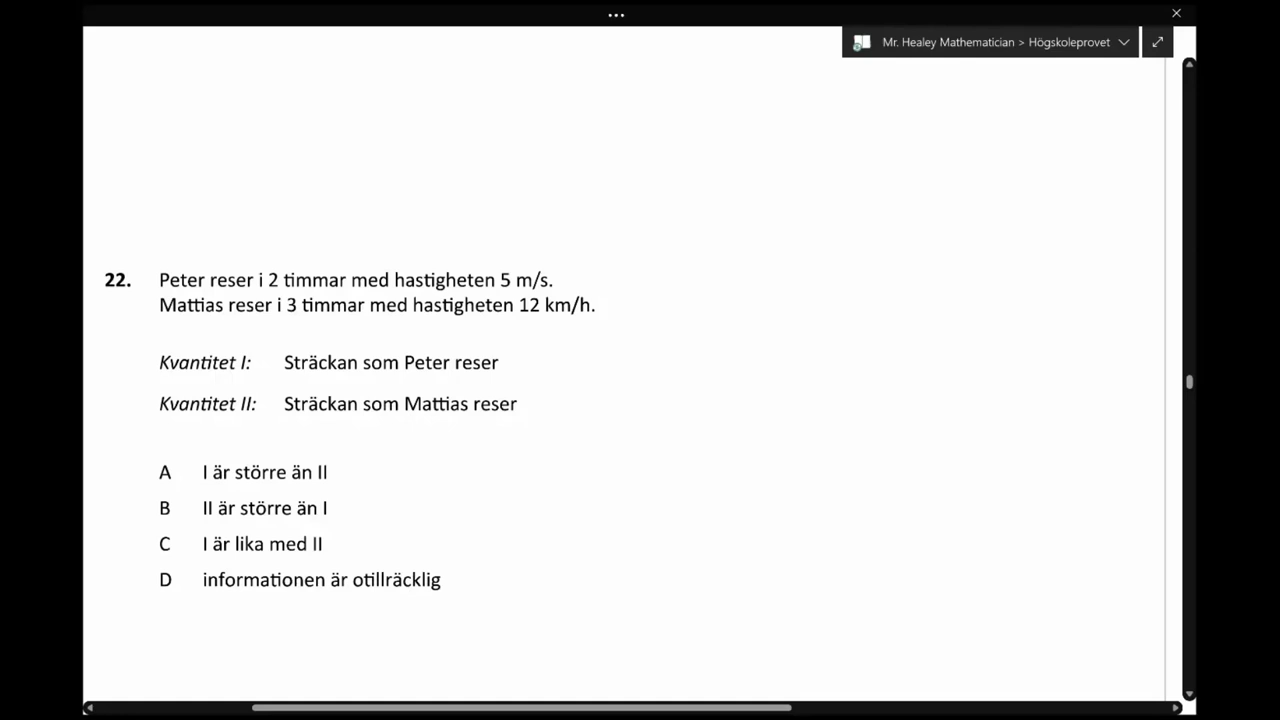 Mr. Healey Mathematician > Högskoleprovet
22. Peter reser i 2 timmar med hastigheten 5 m/s.
Mattias reser i 3 timmar med hastigheten 12 km/h.
Kvantitet I: Sträckan som Peter reser
Kvantitet II: Sträckan som Mattias reser
A I är större än II
B II är större än I
C I är lika med II
D informationen är otillräcklig